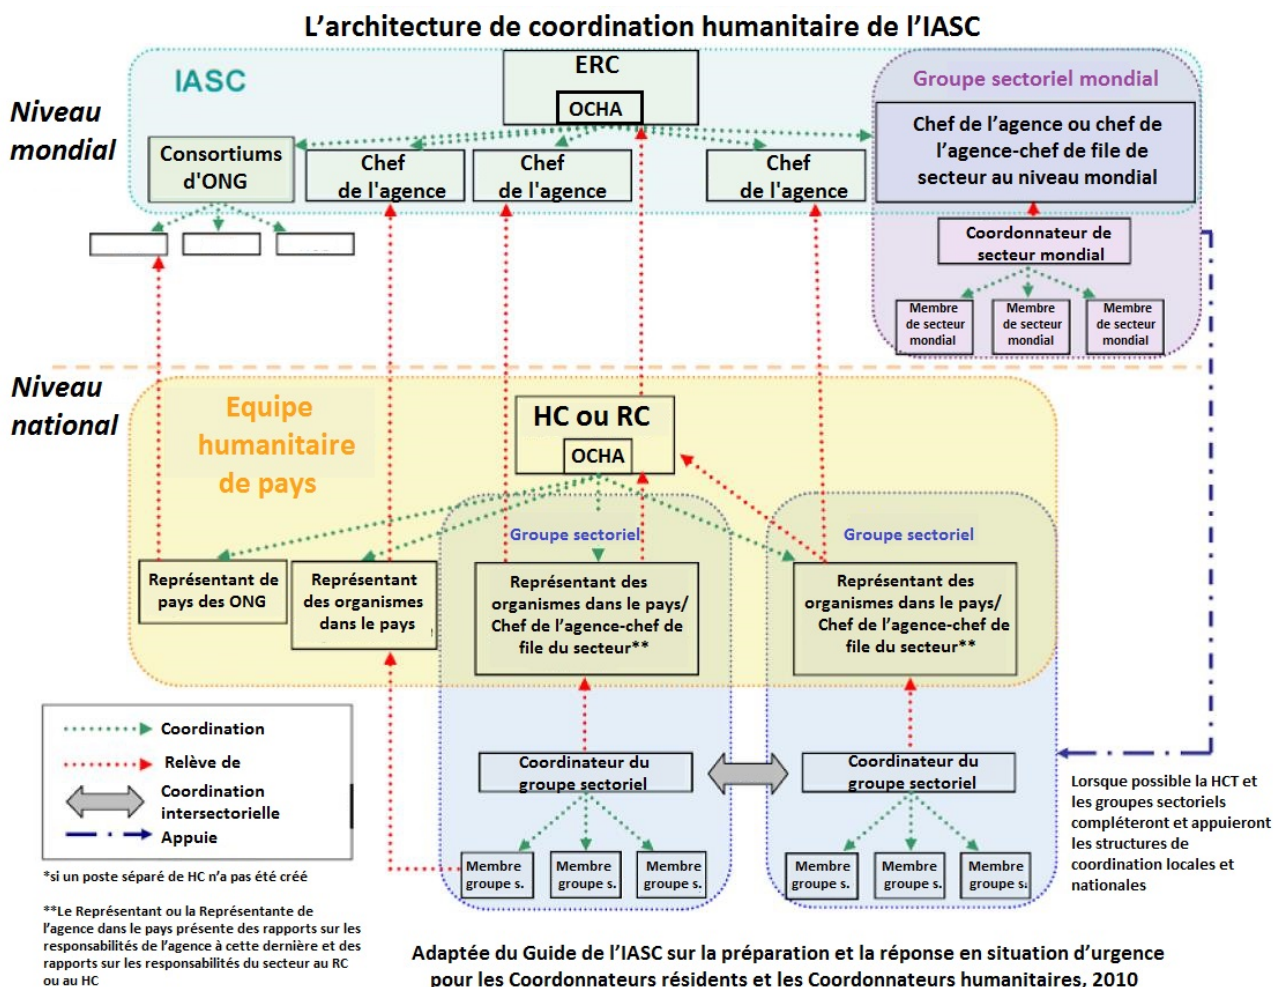 L'architecture de coordination humanitaire de l'IASC
Niveau
mondial
IASC
ERC
OCHA
Groupe sectoriel mondial
Consortiums
d'ONG
Chef
de l'agence
Chef
de l'agence
Chef
de l'agence
Chef de l'agence ou chef de
l'agence-chef de file de
secteur au niveau mondial
Coordonnateur de
secteur mondial
Membre
de secteur
mondial
Membre
de secteur
mondial
Membre
de secteur
mondial
Niveau
national
Equipe
humanitaire
de pays
HC ou RC
OCHA
Groupe sectoriel
Groupe sectoriel
Représentant de
pays des ONG
Représentant
des organismes
dans le pays
Représentant des
organismes dans le pays/
Chef de l'agence-chef de
file du secteur**
Représentant des
organismes dans le pays/
Chef de l'agence-chef de
file du secteur**
Coordinateur du
groupe sectoriel
Coordinateur du
groupe sectoriel
Membre
groupe s.
Membre
groupe s.
Membre
groupe s.
Membre
groupe s.
Membre
groupe s.
Membre
groupe s.
Coordination
Relève de
Coordination
intersectorielle
Appuie
Lorsque possible la HCT et
les groupes sectoriels
compléteront et appuieront
les structures de
coordination locales et
nationales
*si un poste séparé de HC n'a pas été créé
**Le Représentant ou la Représentante de
l'agence dans le pays présente des rapports sur les
responsabilités de l'agence à cette dernière et des
rapports sur les responsabilités du secteur au RC
ou au HC
Adaptée du Guide de l'IASC sur la préparation et la réponse en situation d'urgence
pour les Coordonnateurs résidents et les Coordonnateurs humanitaires, 2010